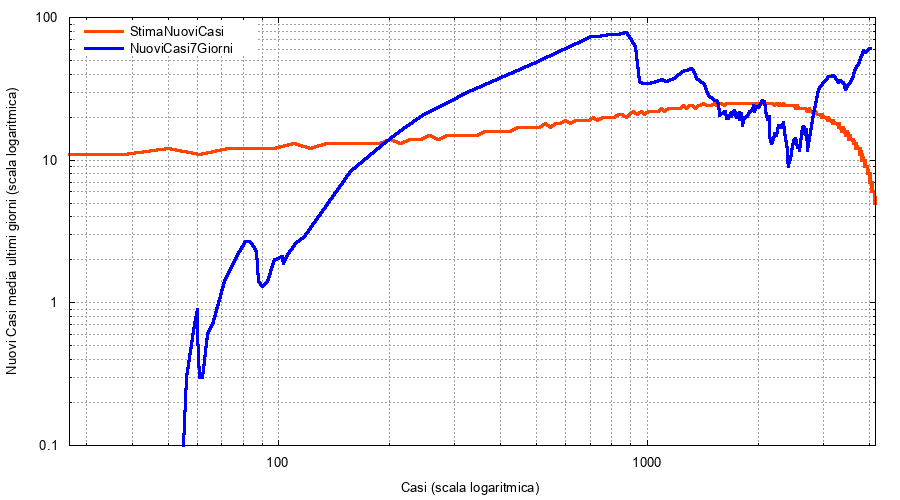 100
StimaNuoviCasi
NuoviCasi7Giorni
10
1
0.1
Nuovi Casi media ultimi giorni (scala logaritmica)
100
1000
Casi (scala logaritmica)